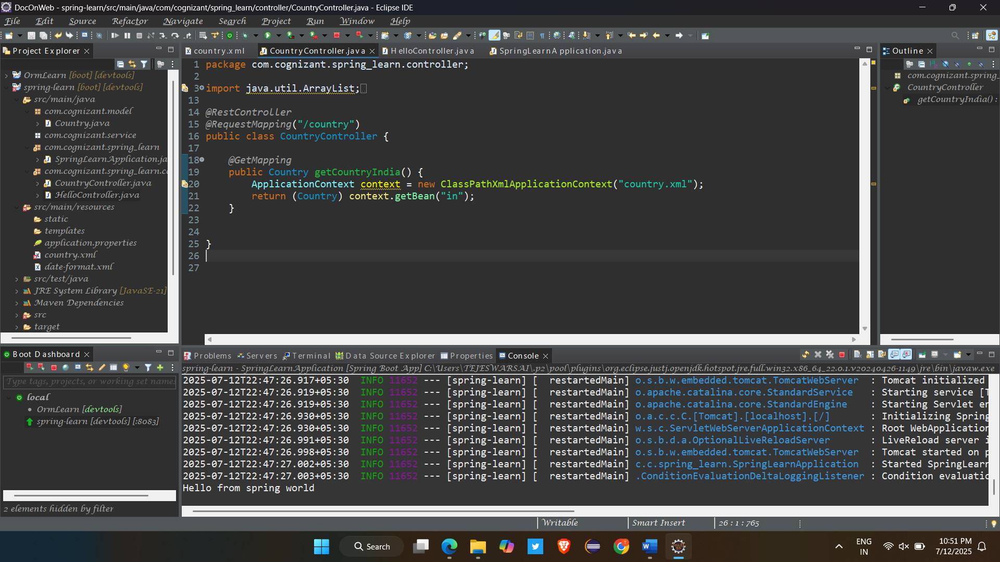 DocOnWeb - spring-learn/src/main/java/com/cognizant/spring_learn/controller/CountryController.java - Eclipse IDE
File Edit Source Refactor Navigate Search Project Run Window Help
Project Explorer
OrmLearn [boot] [devtools]
spring-learn [boot] [devtools]
src/main/java
com.cognizant.model
Country.java
com.cognizant.service
com.cognizant.spring_learn
SpringLearnApplication.ja
com.cognizant.spring_learn.co
CountryController.java
HelloController.java
src/main/resources
static
templates
application.properties
country.xml
date-format.xml
src/test/java
JRE System Library [JavaSE-21]
Maven Dependencies
src
target
country.xml CountryController.java HelloController.java SpringLearnApplication.java
1 package com.cognizant.spring_learn.controller;
2
3 import java.util.ArrayList;
13
14 @RestController
15 @RequestMapping("/country")
16 public class CountryController {
17
18 @GetMapping
19 public Country getCountryIndia() {
20 ApplicationContext context = new ClassPathXmlApplicationContext("country.xml");
21 return (Country) context.getBean("in");
22 }
23
24
25 }
26
27
Outline
com.cognizant.spring_
CountryController
getCountryIndia() :
Boot Dashboard
Type tags, projects, or working set names
local
OrmLearn [devtools]
spring-learn [devtools] [:8083]
2 elements hidden by filter
Problems Servers Terminal Data Source Explorer Properties Console
spring-learn - SpringLearnApplication [Spring Boot App] C:\Users\TEJESWARSAI\.p2\pool\plugins\org.eclipse.justj.openjdk.hotspot.jre.full.win32.x86_64_22.0.1.v20240426-1149\jre\bin\javaw.exe
2025-07-12T22:47:26.917+05:30 INFO 11652 --- [spring-learn] [ restartedMain] o.s.b.w.embedded.tomcat.TomcatWebServer : Tomcat initialized
2025-07-12T22:47:26.919+05:30 INFO 11652 --- [spring-learn] [ restartedMain] o.apache.catalina.core.StandardService : Starting service [T
2025-07-12T22:47:26.919+05:30 INFO 11652 --- [spring-learn] [ restartedMain] o.apache.catalina.core.StandardEngine : Starting Servlet en
2025-07-12T22:47:26.930+05:30 INFO 11652 --- [spring-learn] [ restartedMain] o.a.c.c.C.[Tomcat].[localhost].[/] : Initializing Spring
2025-07-12T22:47:26.930+05:30 INFO 11652 --- [spring-learn] [ restartedMain] w.s.c.ServletWebServerApplicationContext : Root WebApplication
2025-07-12T22:47:26.991+05:30 INFO 11652 --- [spring-learn] [ restartedMain] o.s.b.d.a.OptionalLiveReloadServer : LiveReload server i
2025-07-12T22:47:26.998+05:30 INFO 11652 --- [spring-learn] [ restartedMain] o.s.b.w.embedded.tomcat.TomcatWebServer : Tomcat started on p
2025-07-12T22:47:27.002+05:30 INFO 11652 --- [spring-learn] [ restartedMain] c.c.spring_learn.SpringLearnApplication : Started SpringLearn
2025-07-12T22:47:27.003+05:30 INFO 11652 --- [spring-learn] [ restartedMain] .ConditionEvaluationDeltaLoggingListener : Condition evaluatio
Hello from spring world
Writable Smart Insert 26 : 1 : 765
Search
ENG
IN
10:51 PM
7/12/2025